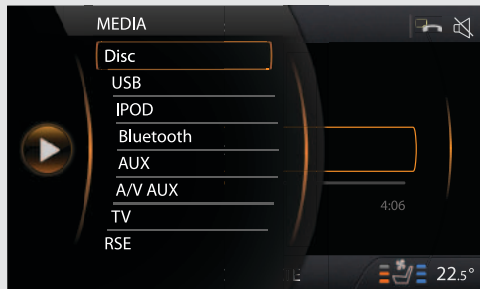 MEDIA
Disc
USB
IPOD
Bluetooth
AUX
A/V AUX
TV
RSE
4:06
22.5°